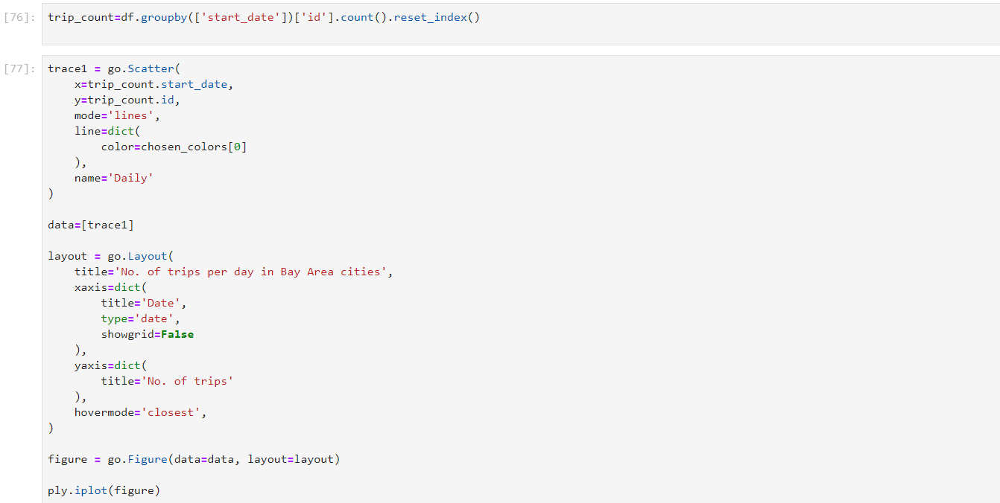 [76]: trip_count=df.groupby(['start_date'])['id'].count().reset_index()
[77]: trace1 = go.Scatter(
    x=trip_count.start_date,
    y=trip_count.id,
    mode='lines',
    line=dict(
        color=chosen_colors[0]
    ),
    name='Daily'
)
data=[trace1]
layout = go.Layout(
    title='No. of trips per day in Bay Area cities',
    xaxis=dict(
        title='Date',
        type='date',
        showgrid=False
    ),
    yaxis=dict(
        title='No. of trips'
    ),
    hovermode='closest',
)
figure = go.Figure(data=data, layout=layout)
ply.iplot(figure)